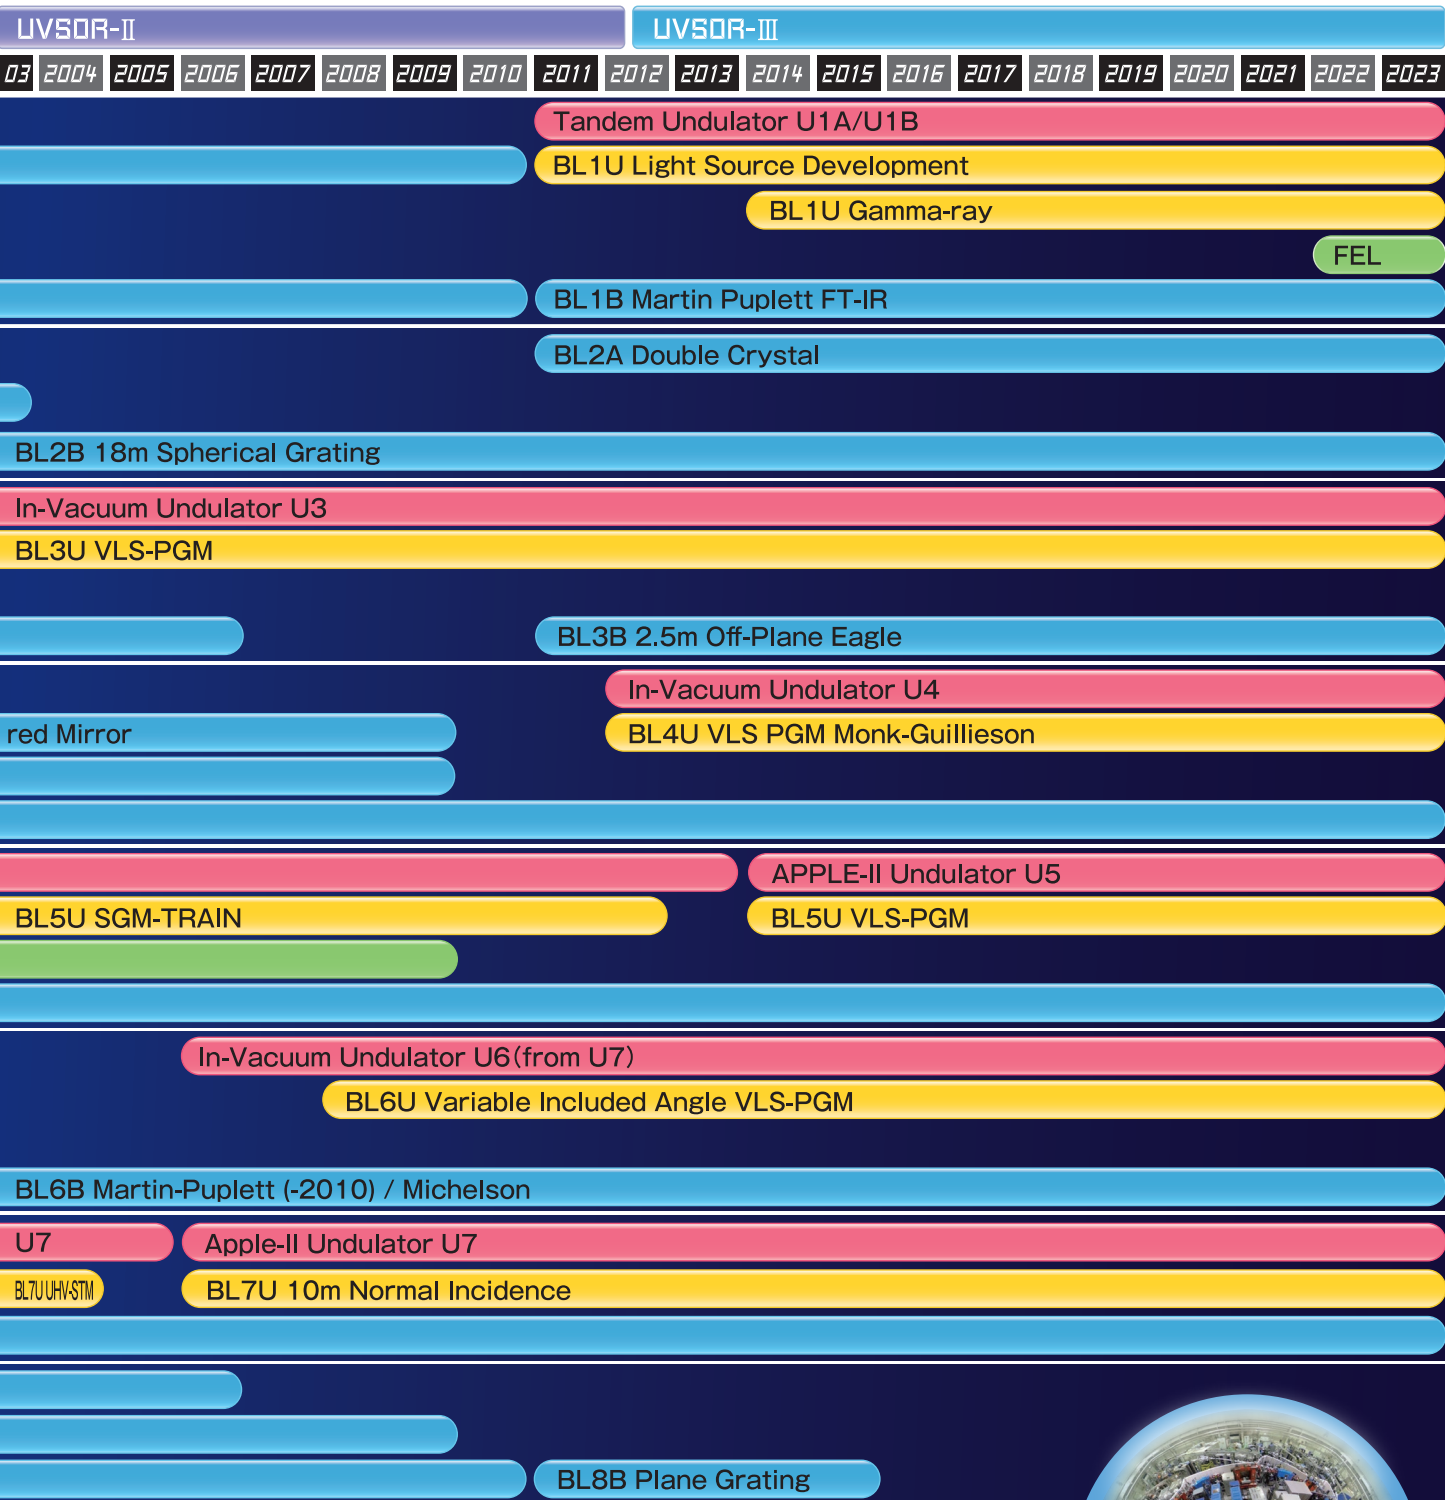 UVSOR-Ⅱ UVSOR-Ⅲ
03 2004 2005 2006 2007 2008 2009 2010 2011 2012 2013 2014 2015 2016 2017 2018 2019 2020 2021 2022 2023
Tandem Undulator U1A/U1B
BL1U Light Source Development
BL1U Gamma-ray
FEL
BL1B Martin Puplett FT-IR
BL2A Double Crystal
BL2B 18m Spherical Grating
In-Vacuum Undulator U3
BL3U VLS-PGM
BL3B 2.5m Off-Plane Eagle
In-Vacuum Undulator U4
red Mirror BL4U VLS PGM Monk-Guillieson
APPLE-II Undulator U5
BL5U SGM-TRAIN BL5U VLS-PGM
In-Vacuum Undulator U6(from U7)
BL6U Variable Included Angle VLS-PGM
BL6B Martin-Puplett (-2010) / Michelson
U7 Apple-II Undulator U7
BL7U UHV-STM BL7U 10m Normal Incidence
BL8B Plane Grating